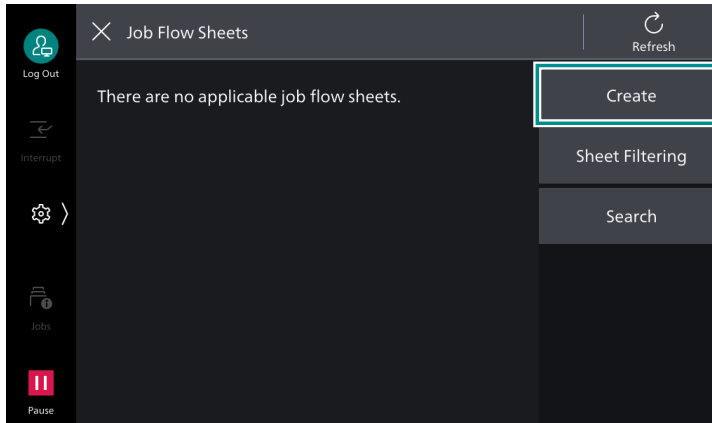 Job Flow Sheets
Refresh
Log Out
There are no applicable job flow sheets.
Create
Interrupt
Sheet Filtering
Search
Jobs
Pause